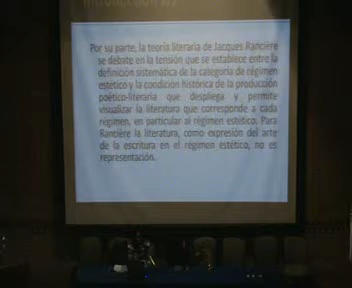 Introducción 2/2
Por su parte, la teoría literaria de Jacques Rancière
se debate en la tensión que se establece entre la
definición sistemática de la categoría de régimen
estético y la condición histórica de la producción
poético-literaria que despliega y permite
visualizar la literatura que corresponde a cada
régimen, en particular al régimen estético. Para
Rancière la literatura, como expresión del arte
de la escritura en el régimen estético, no es
representación.